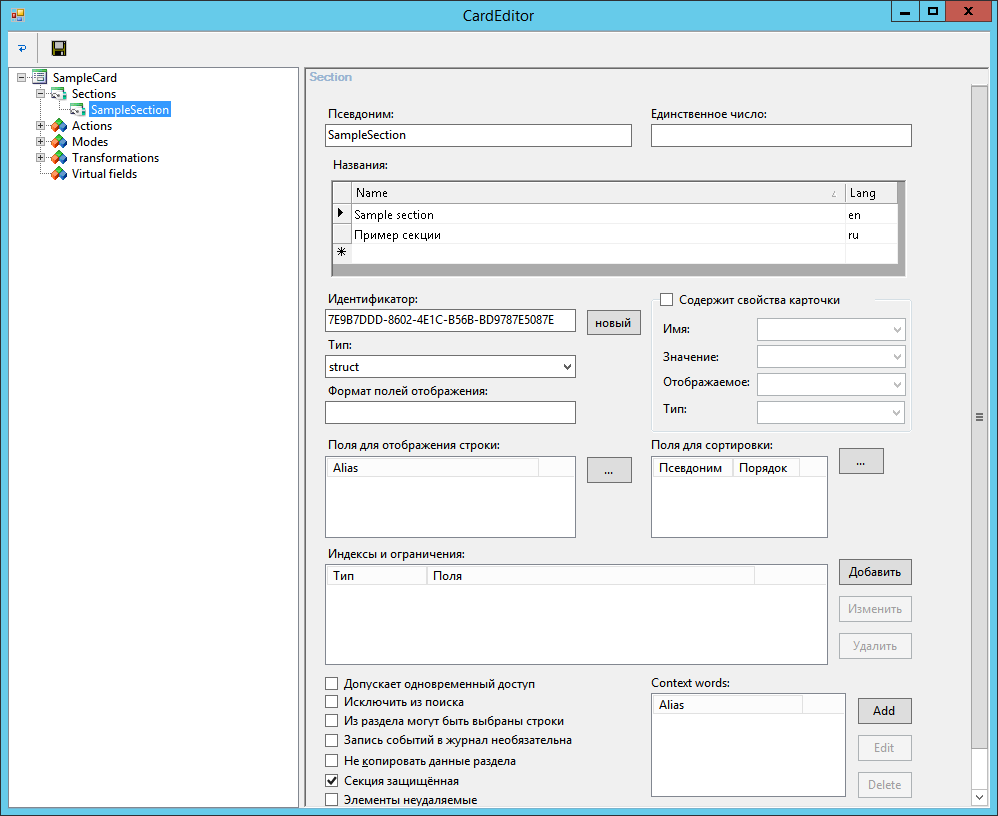 CardEditor
SampleCard
Sections
SampleSection
Actions
Modes
Transformations
Virtual fields
Section
Псевдоним:
Единственное число:
SampleSection
Названия:
Name Lang
Sample section en
Пример секции ru
Идентификатор:
7E9B7DDD-8602-4E1C-B56B-BD9787E5087E
новый
Тип:
struct
Формат полей отображения:
Содержит свойства карточки
Имя:
Значение:
Отображаемое:
Тип:
Поля для отображения строки:
Alias
...
Поля для сортировки:
Псевдоним Порядок
...
Индексы и ограничения:
Тип Поля
Добавить
Изменить
Удалить
Допускает одновременный доступ
Исключить из поиска
Из раздела могут быть выбраны строки
Запись событий в журнал необязательна
Не копировать данные раздела
Секция защищённая
Элементы неудаляемые
Context words:
Alias
Add
Edit
Delete